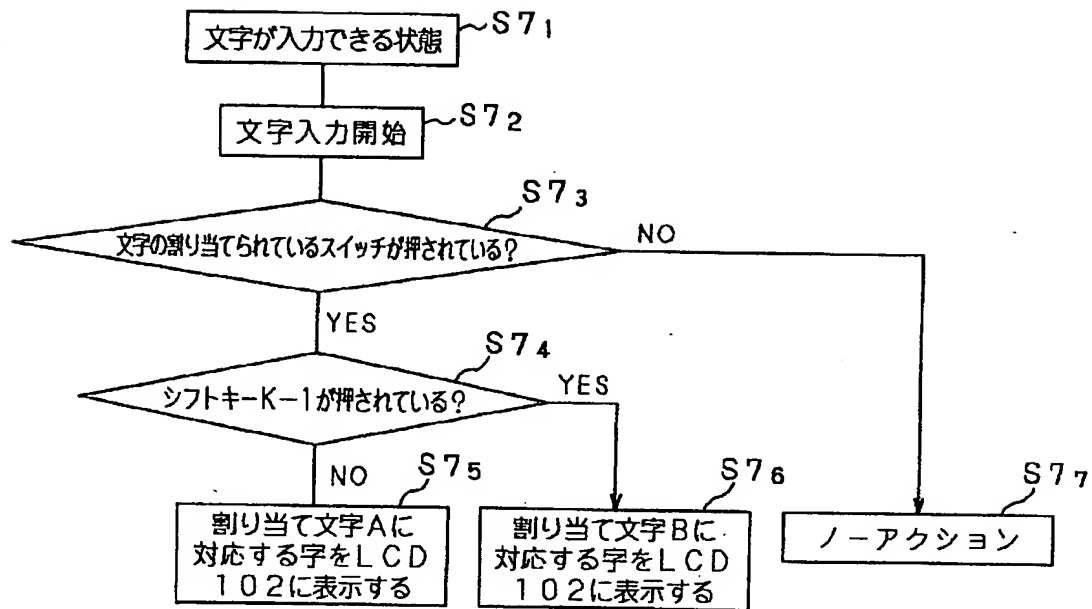 S71
文字が入力できる状態
S72
文字入力開始
S73
文字の割り当てられているスイッチが押されている?
NO
YES
S74
シフトキーK-1が押されている?
YES
NO
S75
割り当て文字Aに
対応する字をLCD
102に表示する
S76
割り当て文字Bに
対応する字をLCD
102に表示する
S77
ノーアクション